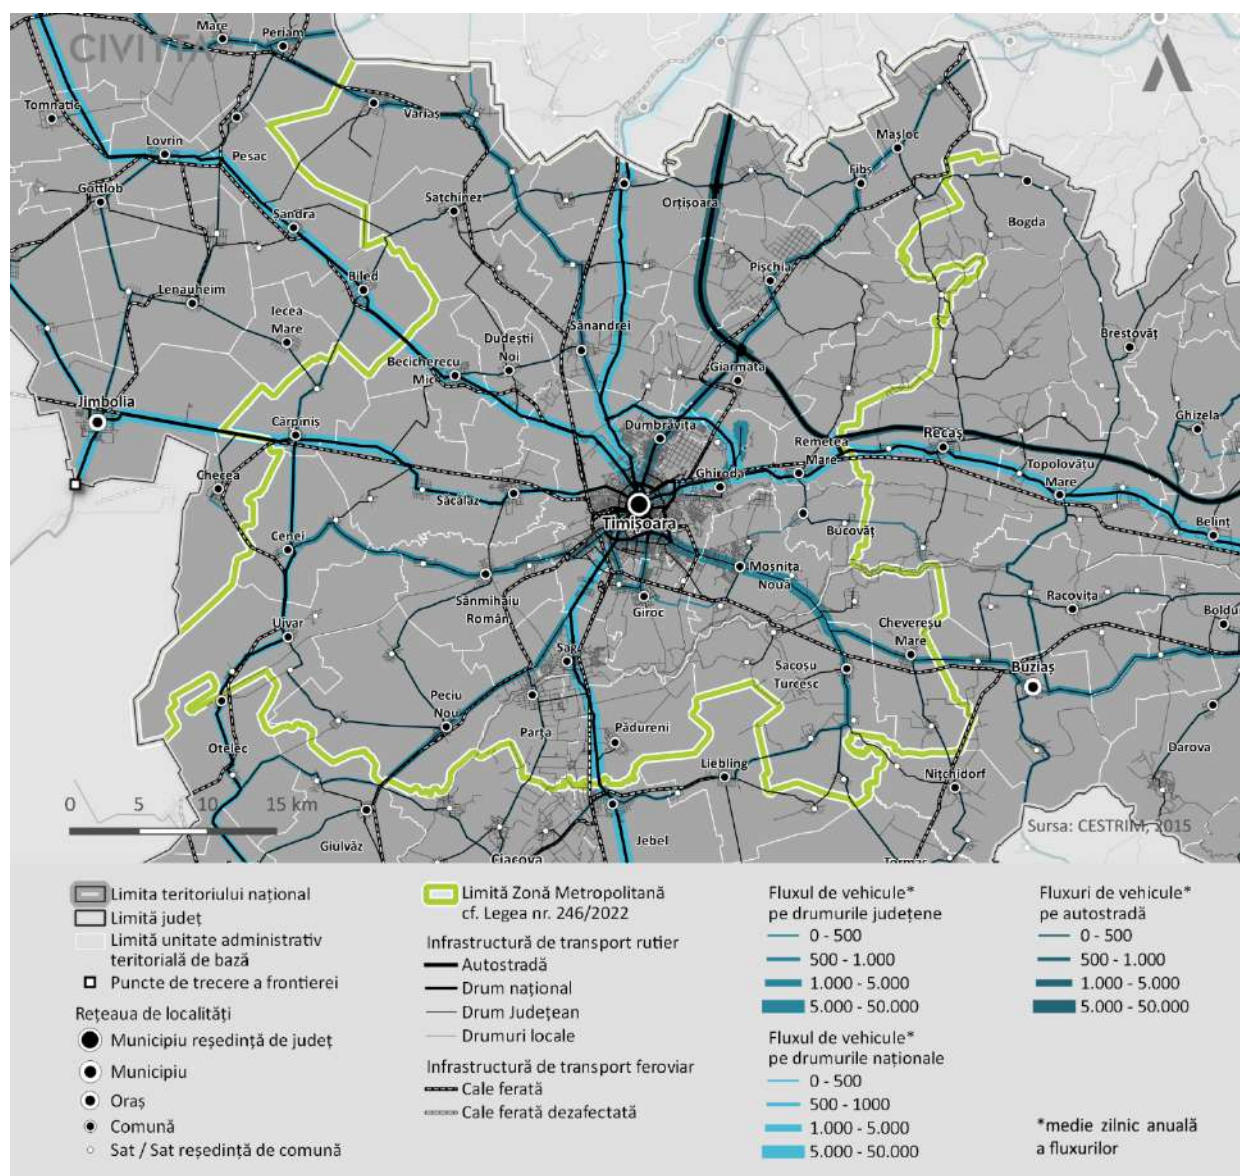 CIVITTA
Mare
Periam
Tomnatic
Variaș
Mașloc
Lovrin
Pesac
Fibiș
Gottlob
Satchinez
Orțișoara
Sandra
Bogda
Pișchia
Biled
Lenauheim
Iecea
Mare
Dudeștii
Noi
Sânandrei
Brestovăț
Becicherecu
Mic
Giarmata
Jimbolia
Cărpiniș
Dumbrăvița
Remetea
Mare
Recaș
Ghizela
Checea
Săcălaz
Ghiroda
Topolovățu
Mare
Timișoara
Belinț
Bucovăț
Cenei
Moșnița
Nouă
Sânmihaiu
Român
Giroc
Racovița
Uivar
Cheveresu
Mare
Boldu
Șag
Sacoșu
Turcesc
Buziaș
Peciu
Nou
Parța
Pădureni
Otelec
Liebling
Darova
Nițchidorf
0 5 10 15 km
Sursa: CESTRIM, 2015
Giulvăz
Jebel
Ciacova
Limita teritoriului național
Limită județ
Limită unitate administrativ
teritorială de bază
Puncte de trecere a frontierei
Rețeaua de localități
Municipiu reședință de județ
Municipiu
Oraș
Comună
Sat / Sat reședință de comună
Limită Zonă Metropolitană
cf. Legea nr. 246/2022
Infrastructură de transport rutier
Autostradă
Drum național
Drum Județean
Drumuri locale
Infrastructură de transport feroviar
Cale ferată
Cale ferată dezafectată
Fluxul de vehicule*
pe drumurile județene
0 - 500
500 - 1.000
1.000 - 5.000
5.000 - 50.000
Fluxul de vehicule*
pe drumurile naționale
0 - 500
500 - 1000
1.000 - 5.000
5.000 - 50.000
Fluxuri de vehicule*
pe autostradă
0 - 500
500 - 1.000
1.000 - 5.000
5.000 - 50.000
*medie zilnic anuală
a fluxurilor